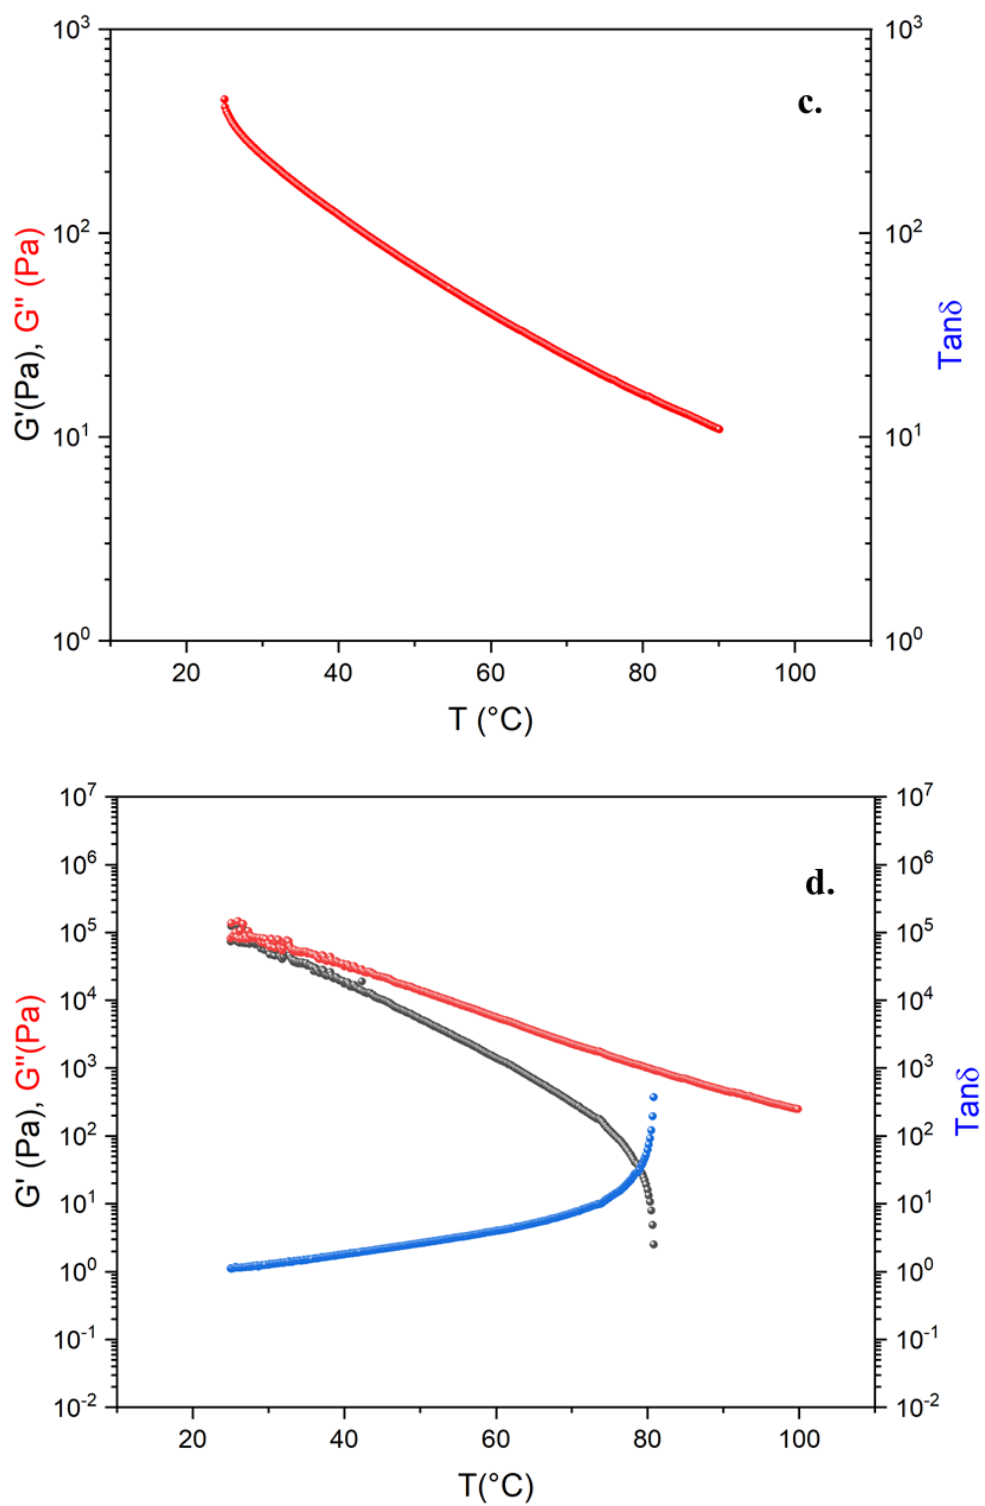 10³ 10³
c.
10² 10²
G'(Pa), G" (Pa)
Tanδ
10¹ 10¹
10⁰ 10⁰
20 40 60 80 100
T (°C)
10⁷ 10⁷
10⁶ 10⁶
d.
10⁵ 10⁵
10⁴ 10⁴
G' (Pa), G"(Pa)
10³ 10³
Tanδ
10² 10²
10¹ 10¹
10⁰ 10⁰
10⁻¹ 10⁻¹
10⁻² 10⁻²
20 40 60 80 100
T(°C)